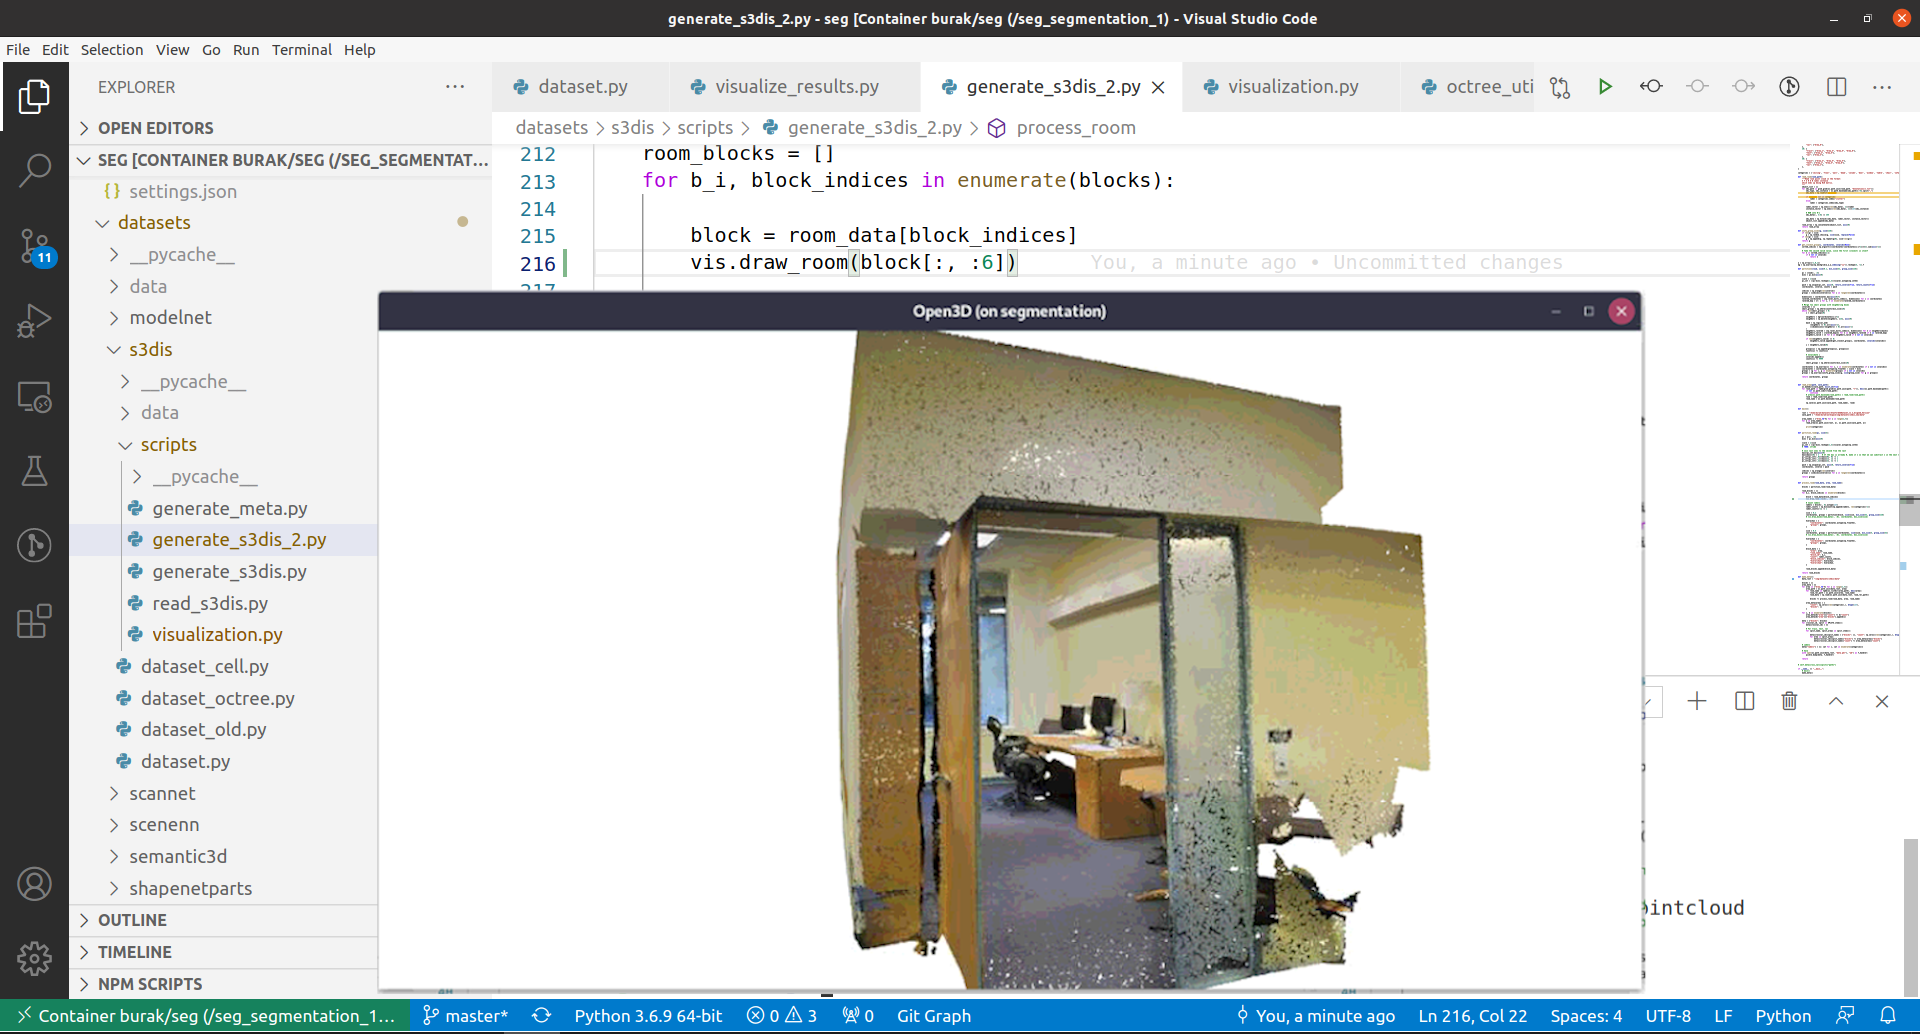 generate_s3dis_2.py - seg [Container burak/seg (/seg_segmentation_1) - Visual Studio Code
File Edit Selection View Go Run Terminal Help
EXPLORER
OPEN EDITORS
SEG [CONTAINER BURAK/SEG (/SEG_SEGMENTAT...
settings.json
datasets
__pycache__
data
modelnet
s3dis
__pycache__
data
scripts
__pycache__
generate_meta.py
generate_s3dis_2.py
generate_s3dis.py
read_s3dis.py
visualization.py
dataset_cell.py
dataset_octree.py
dataset_old.py
dataset.py
scannet
scenenn
semantic3d
shapenetparts
OUTLINE
TIMELINE
NPM SCRIPTS
11
dataset.py visualize_results.py generate_s3dis_2.py visualization.py octree_uti
datasets > s3dis > scripts > generate_s3dis_2.py > process_room
212 room_blocks = []
213 for b_i, block_indices in enumerate(blocks):
214
215 block = room_data[block_indices]
216 vis.draw_room(block[:, :6]) You, a minute ago • Uncommitted changes
217
Open3D (on segmentation)
intcloud
Container burak/seg (/seg_segmentation_1... master* Python 3.6.9 64-bit 0 3 0 Git Graph You, a minute ago Ln 216, Col 22 Spaces: 4 UTF-8 LF Python